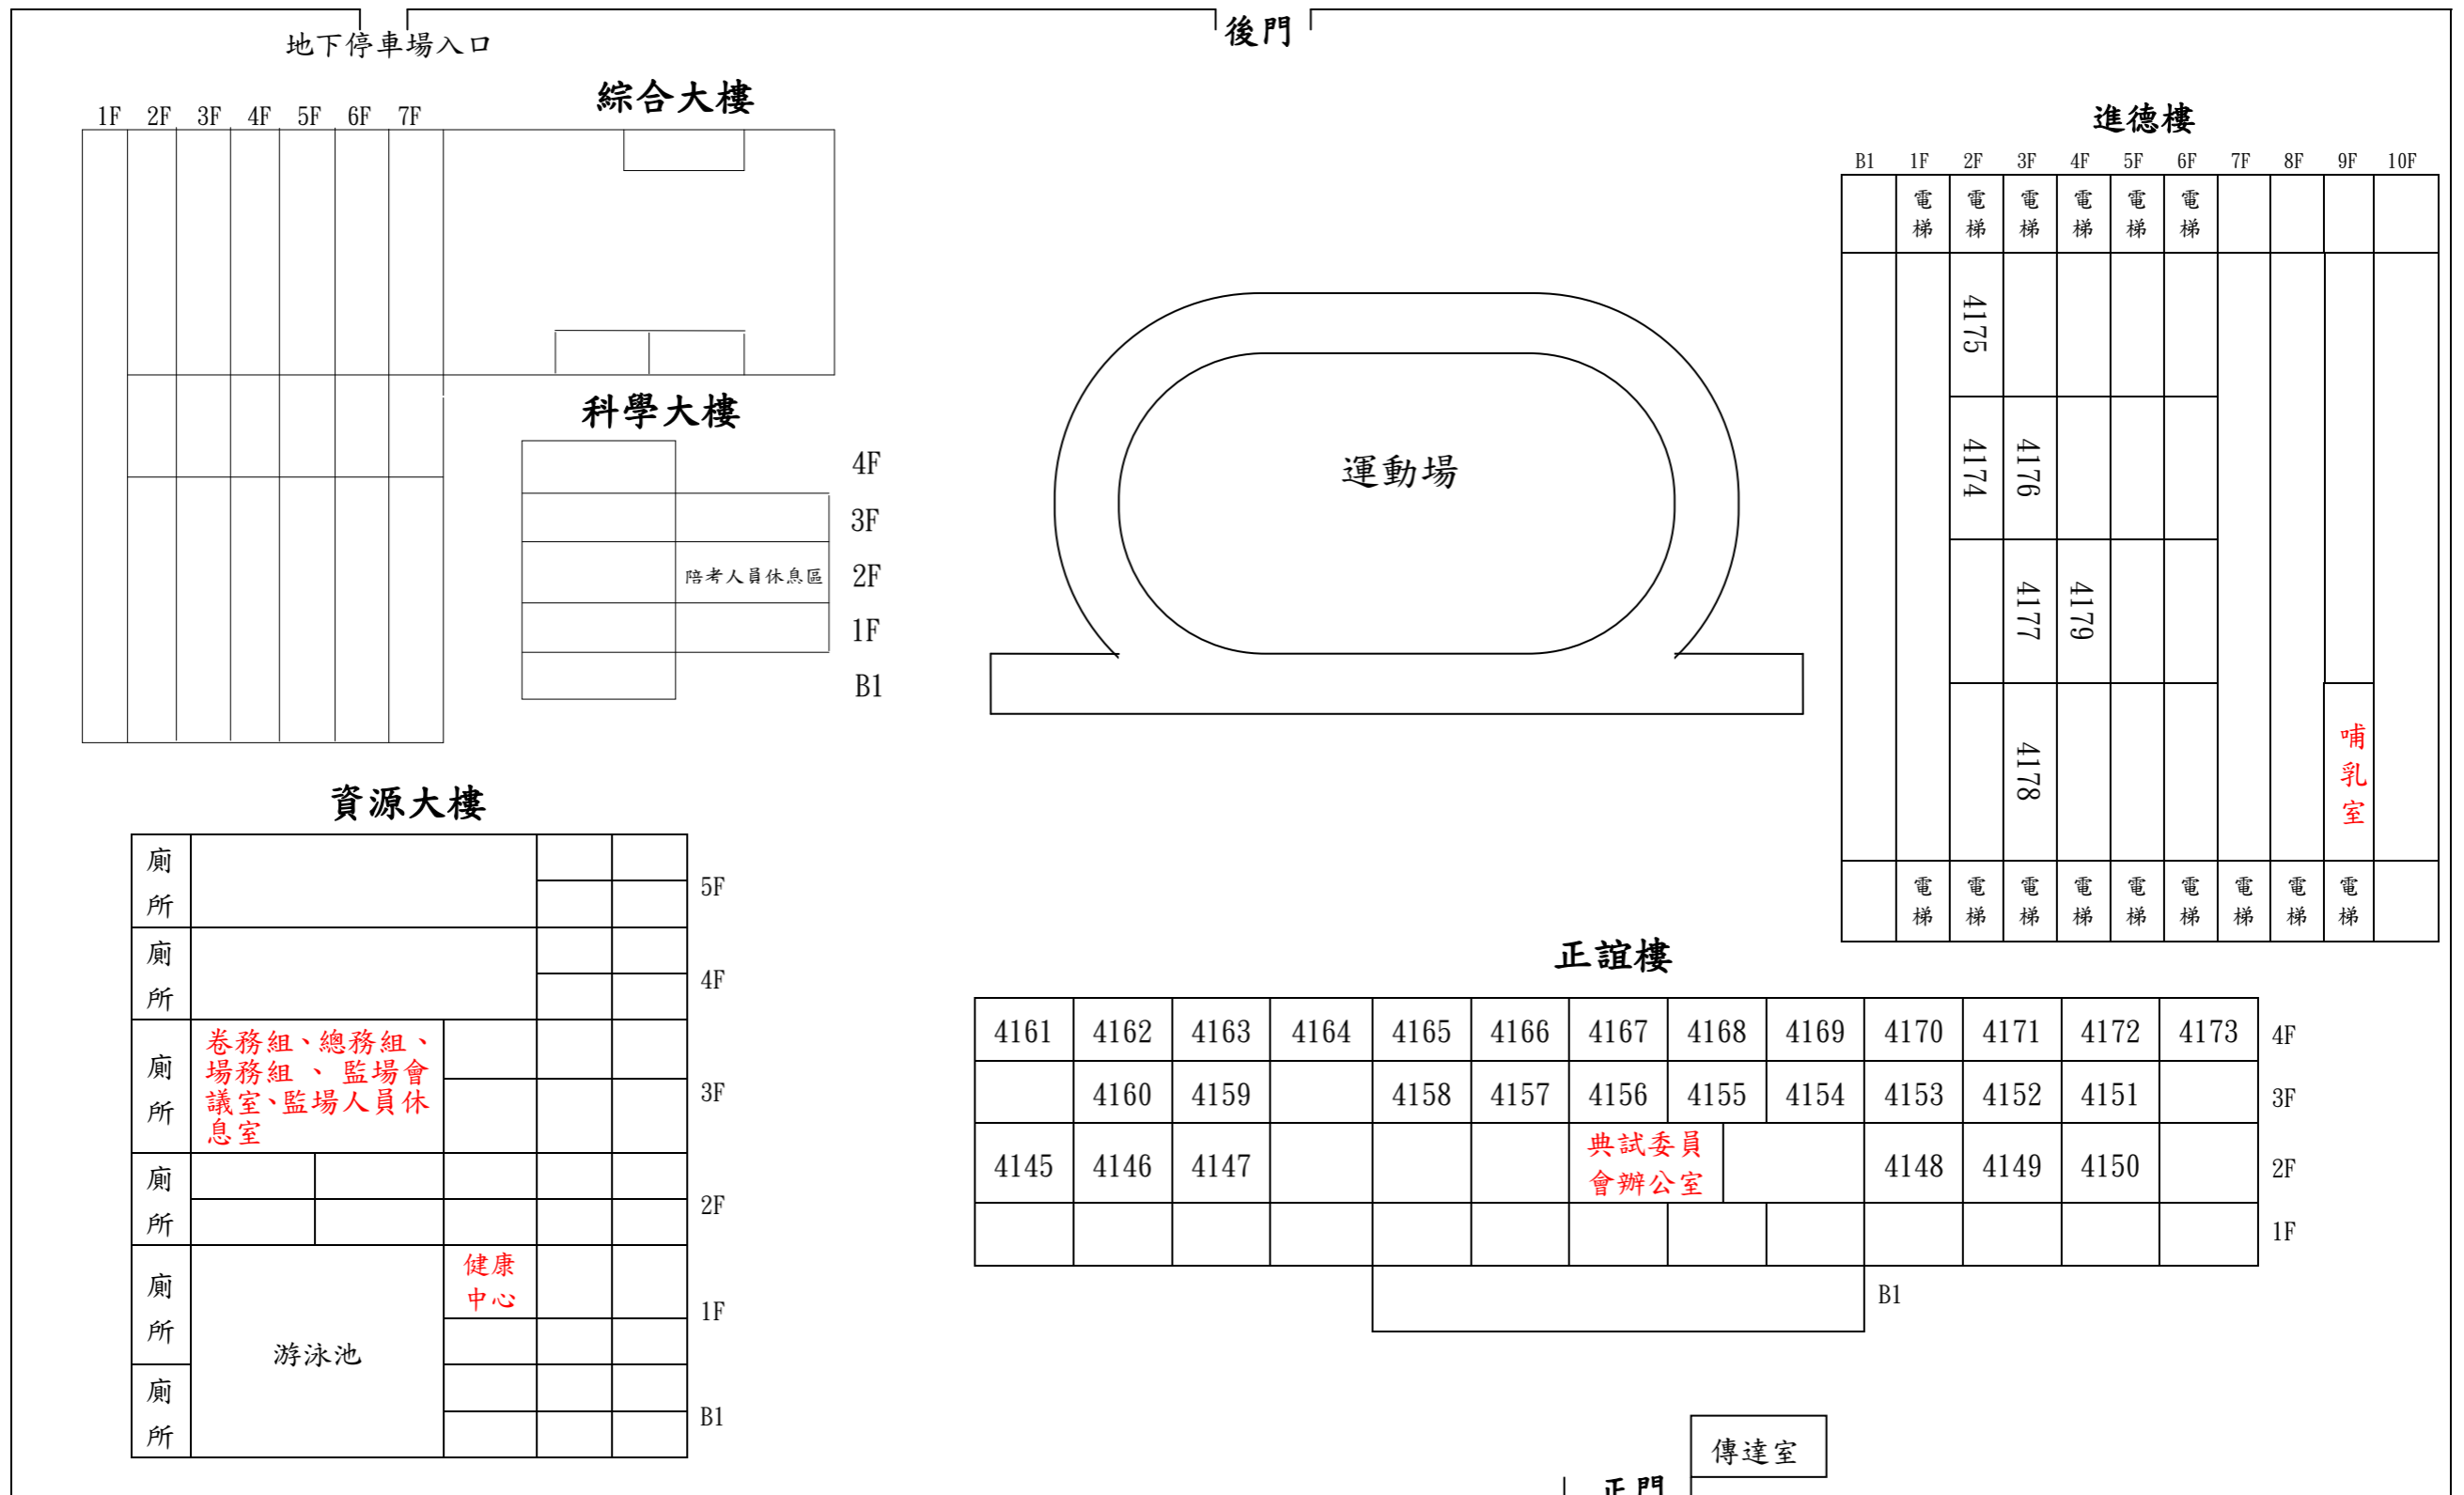 地下停車場入口
後門
綜合大樓
1F 2F 3F 4F 5F 6F 7F
科學大樓
4F
3F
陪考人員休息區 2F
1F
B1
運動場
進德樓
B1 1F 2F 3F 4F 5F 6F 7F 8F 9F 10F
電梯 電梯 電梯 電梯 電梯 電梯
4175
4174 4176
4177 4179
4178 哺乳室
電梯 電梯 電梯 電梯 電梯 電梯 電梯 電梯 電梯
資源大樓
廁所 5F
廁所 4F
廁所 3F
卷務組、總務組、
場務組、監場會
議室、監場人員休
息室
廁所 2F
廁所 健康中心 1F
游泳池
廁所 B1
正誼樓
4161 4162 4163 4164 4165 4166 4167 4168 4169 4170 4171 4172 4173 4F
4160 4159 4158 4157 4156 4155 4154 4153 4152 4151 3F
4145 4146 4147 典試委員會辦公室 4148 4149 4150 2F
1F
B1
傳達室
正門